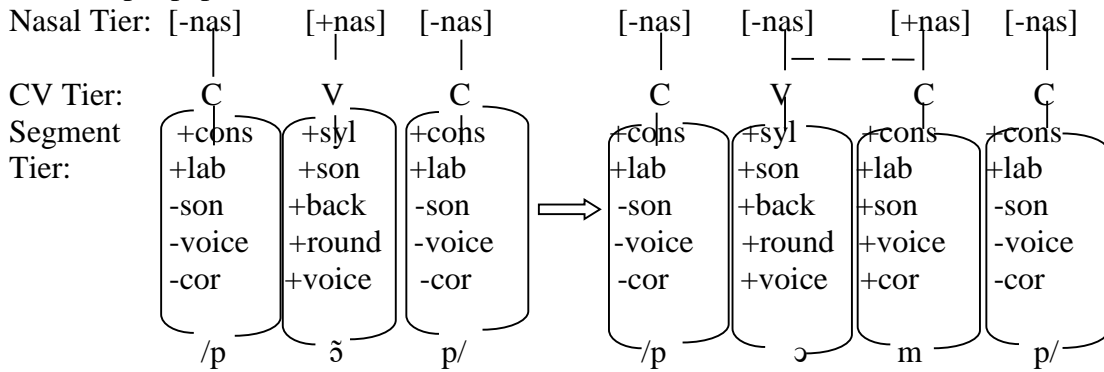 Nasal Tier: [-nas] [+nas] [-nas] [-nas] [-nas] [+nas] [-nas]
CV Tier: C V C C V C C
Segment +cons +syl +cons +cons +syl +cons +cons
Tier: +lab +son +lab +lab +son +lab +lab
-son +back -son -son +back +son -son
-voice +round -voice -voice +round +voice -voice
-cor +voice -cor -cor +voice +cor -cor
/p ɔ̃ p/ /p ɔ m p/